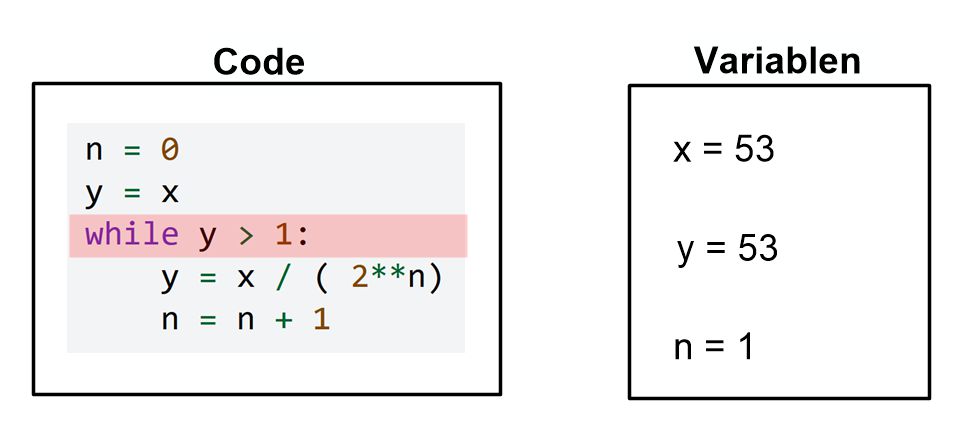 Code
n = 0
y = x
while y > 1:
    y = x / ( 2**n)
    n = n + 1
Variablen
x = 53
y = 53
n = 1